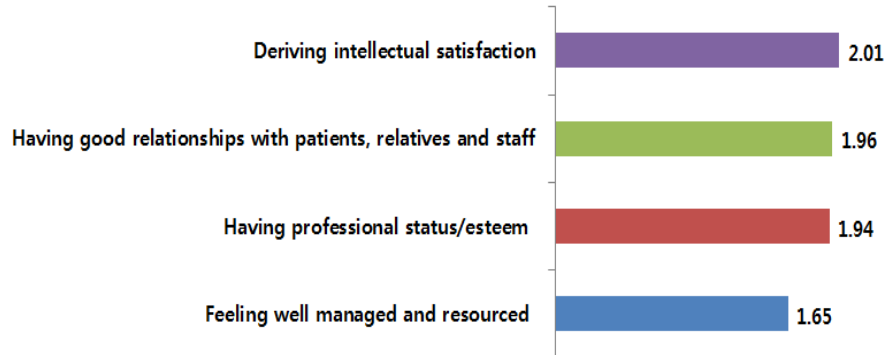 Deriving intellectual satisfaction 2.01
Having good relationships with patients, relatives and staff 1.96
Having professional status/esteem 1.94
Feeling well managed and resourced 1.65